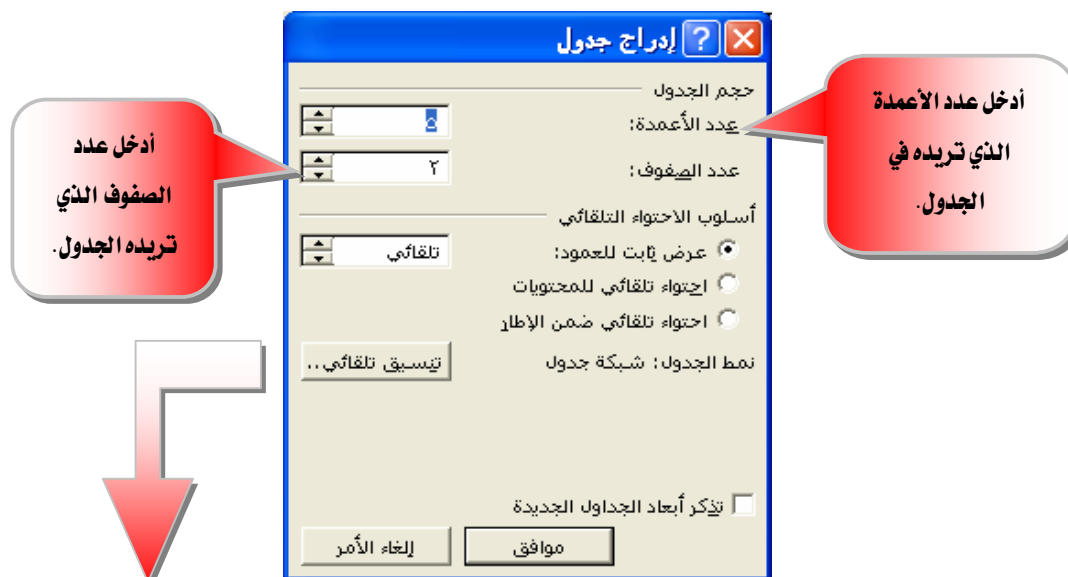 إدراج جدول
حجم الجدول
عدد الأعمدة:
٥
عدد الصفوف:
٢
أسلوب الاحتواء التلقائي
عرض ثابت للعمود:
تلقائي
احتواء تلقائي للمحتويات
احتواء تلقائي ضمن الإطار
نمط الجدول: شبكة جدول
تنسيق تلقائي..
تذكر أبعاد الجداول الجديدة
موافق
إلغاء الأمر
أدخل عدد الأعمدة
الذي تريده في
الجدول.
أدخل عدد
الصفوف الذي
تريده الجدول.